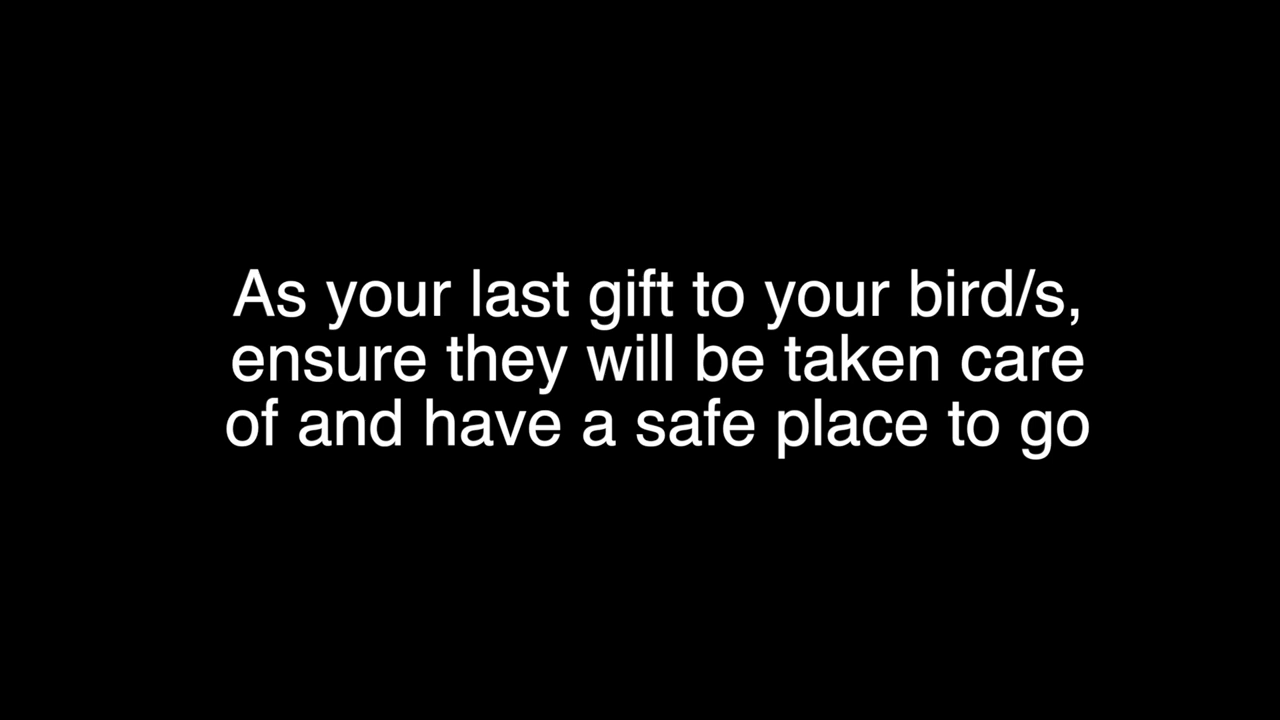 As your last gift to your bird/s,
ensure they will be taken care
of and have a safe place to go